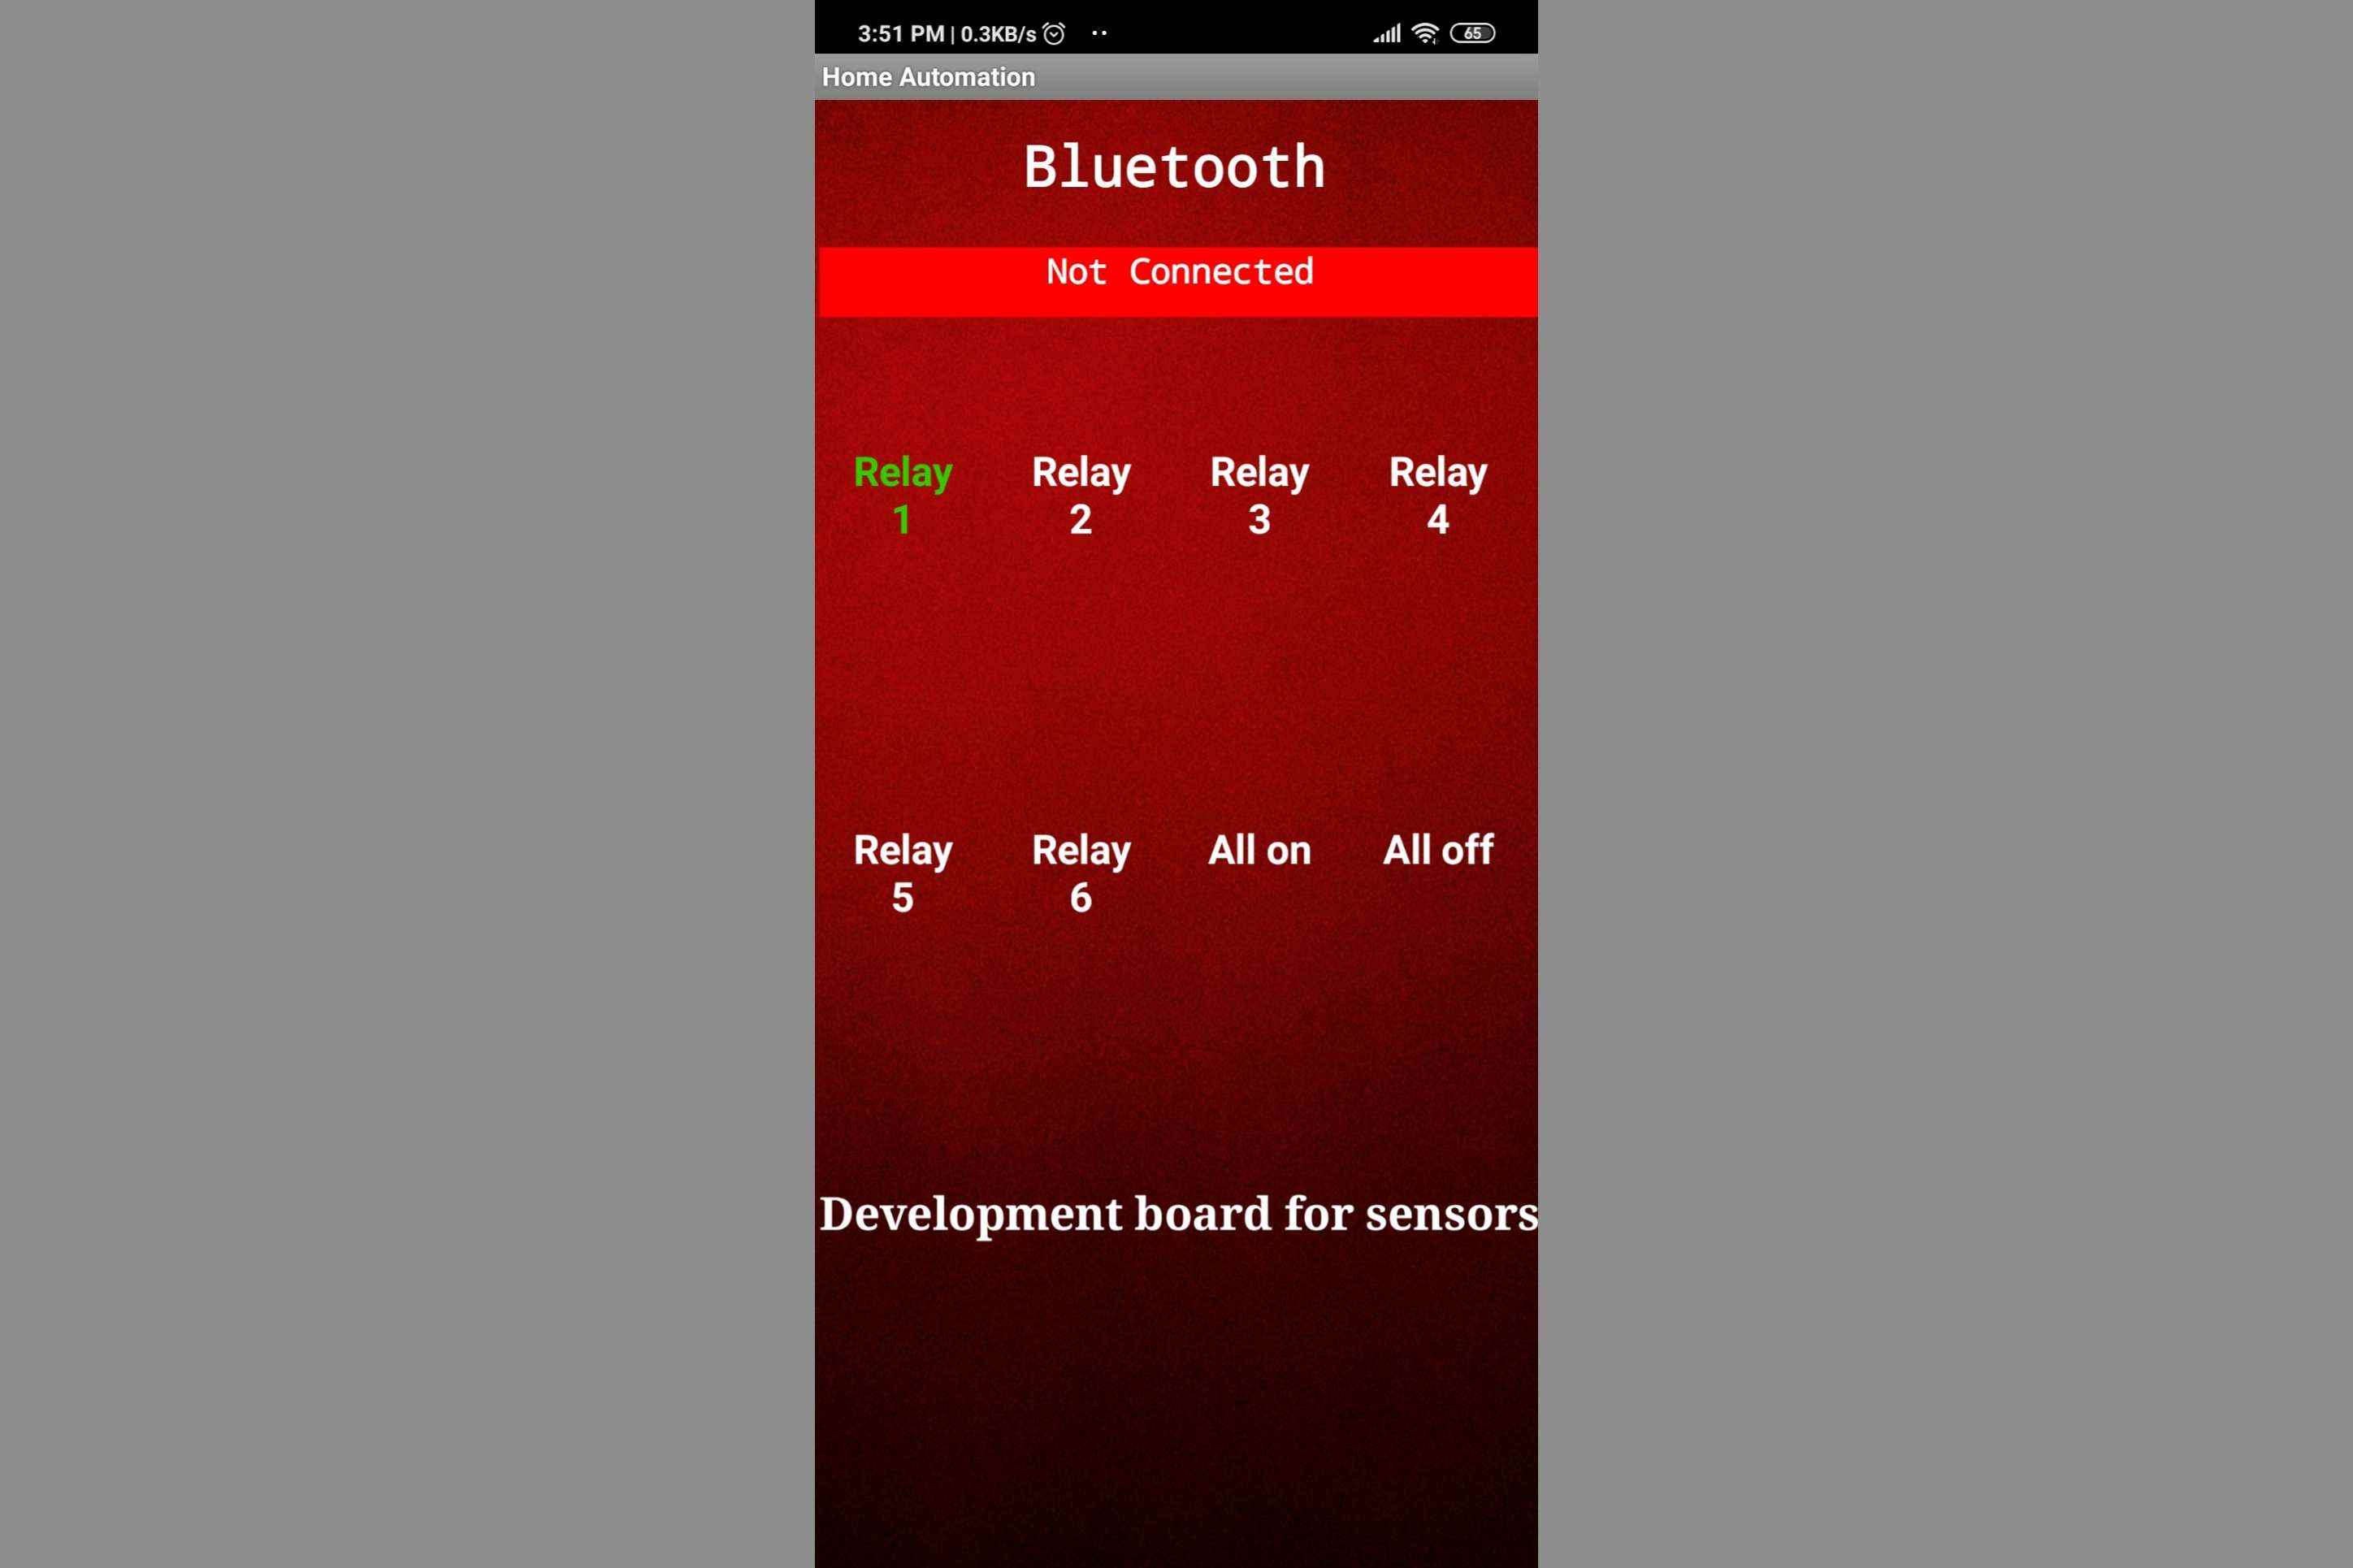 3:51 PM | 0.3KB/s 65
Home Automation
Bluetooth
Not Connected
Relay 1 Relay 2 Relay 3 Relay 4
Relay 5 Relay 6 All on All off
Development board for sensors